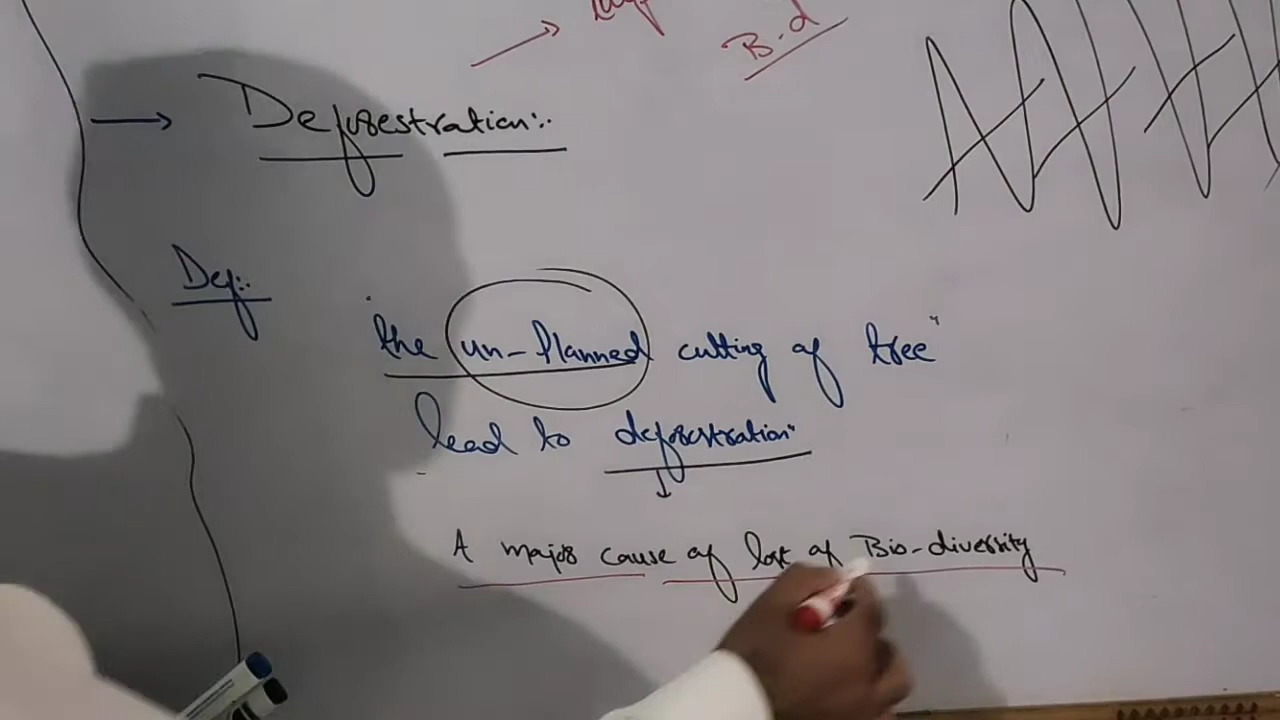 B.d
Deforestration:.
Def:.
"the un-Planned cutting of tree"
lead to deforestration"
A major cause of lost of Bio-diversity